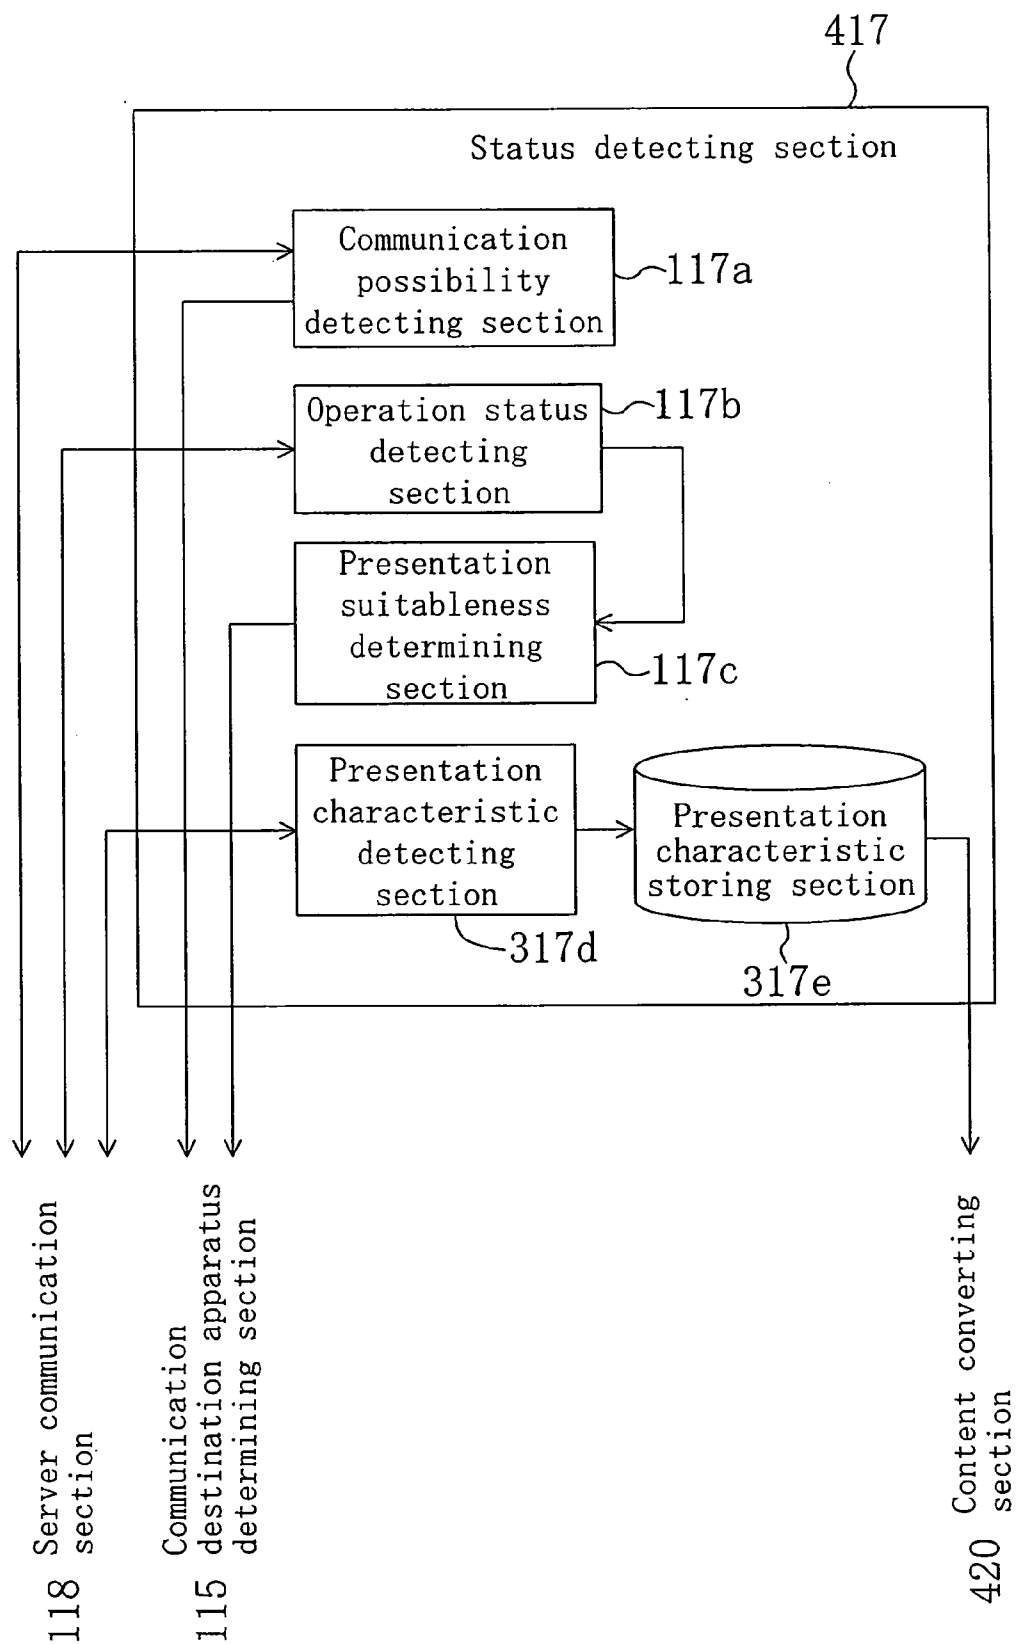 417
Status detecting section
Communication
possibility
detecting section
117a
Operation status
detecting
section
117b
Presentation
suitableness
determining
section
117c
Presentation
characteristic
detecting
section
317d
Presentation
characteristic
storing section
317e
118 Server communication
section
115 Communication
destination apparatus
determining section
420 Content converting
section